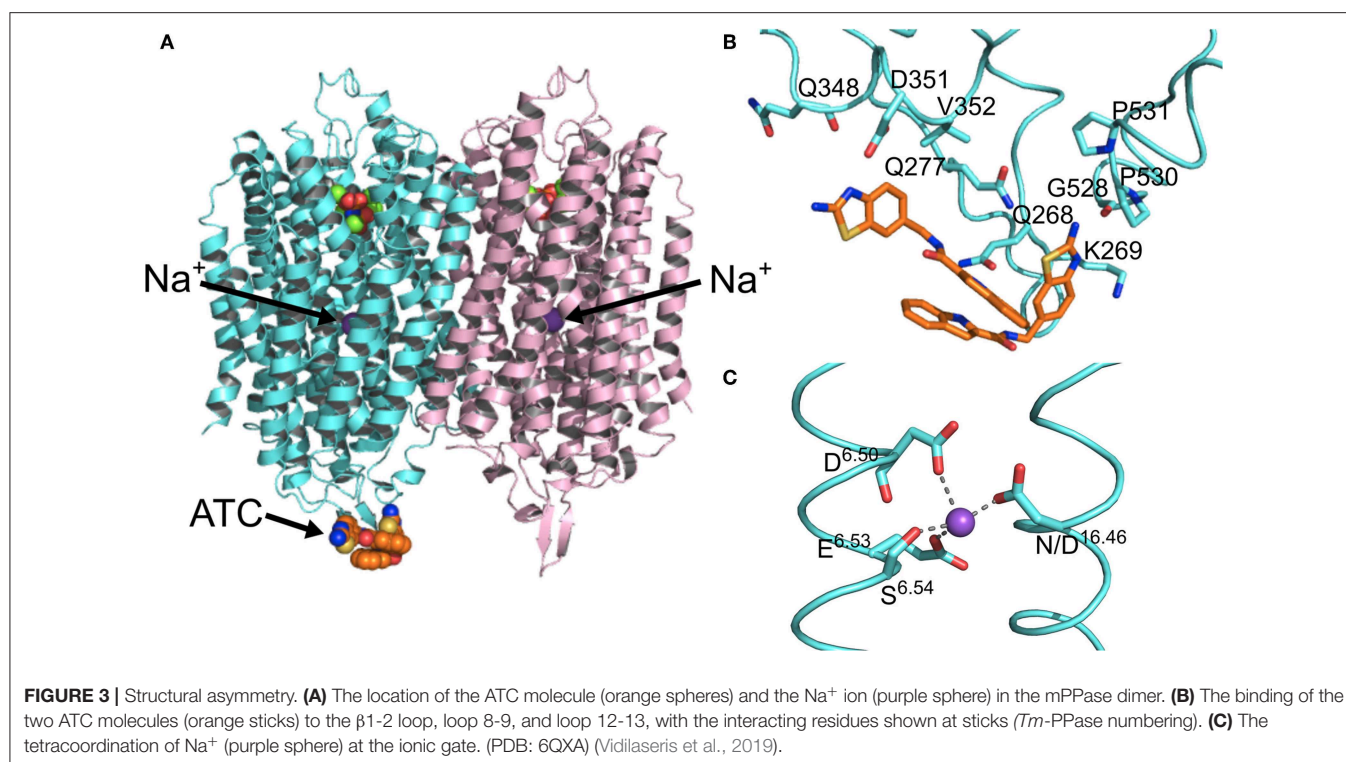 A
B
Q348
D351
V352
P531
Q277
G528
P530
Q268
K269
Na⁺
Na⁺
ATC
C
D⁶·⁵⁰
E⁶·⁵³
S⁶·⁵⁴
N/D¹⁶·⁴⁶
FIGURE 3 | Structural asymmetry. (A) The location of the ATC molecule (orange spheres) and the Na⁺ ion (purple sphere) in the mPPase dimer. (B) The binding of the
two ATC molecules (orange sticks) to the β1-2 loop, loop 8-9, and loop 12-13, with the interacting residues shown at sticks (Tm-PPase numbering). (C) The
tetracoordination of Na⁺ (purple sphere) at the ionic gate. (PDB: 6QXA) (Vidilaseris et al., 2019).